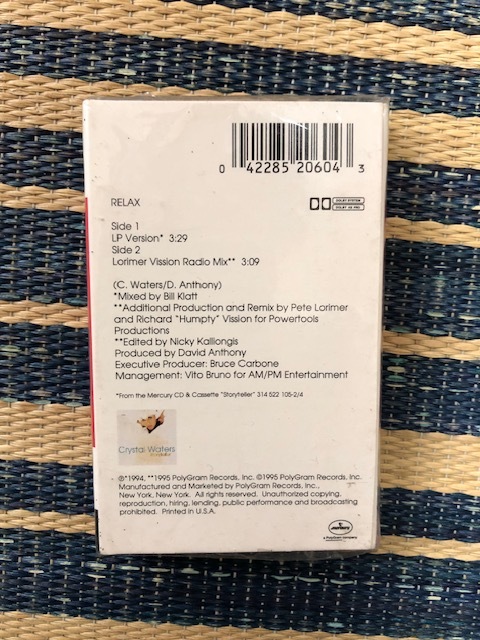 0 42285 20604 3
RELAX
DOLBY SYSTEM
DOLBY HX PRO
Side 1
LP Version* 3:29
Side 2
Lorimer Vission Radio Mix** 3:09
(C. Waters/D. Anthony)
*Mixed by Bill Klatt
**Additional Production and Remix by Pete Lorimer
and Richard "Humpty" Vission for Powertools
Productions
**Edited by Nicky Kalliongis
Produced by David Anthony
Executive Producer: Bruce Carbone
Management: Vito Bruno for AM/PM Entertainment
*From the Mercury CD & Cassette "Storyteller" 314 522 105-2/4
Crystal Waters
storyteller
℗*1994, **1995 PolyGram Records, Inc. ©1995 PolyGram Records, Inc.
Manufactured and Marketed by PolyGram Records, Inc.,
New York, New York. All rights reserved. Unauthorized copying,
reproduction, hiring, lending, public performance and broadcasting
prohibited. Printed in U.S.A.
mercury
a PolyGram company